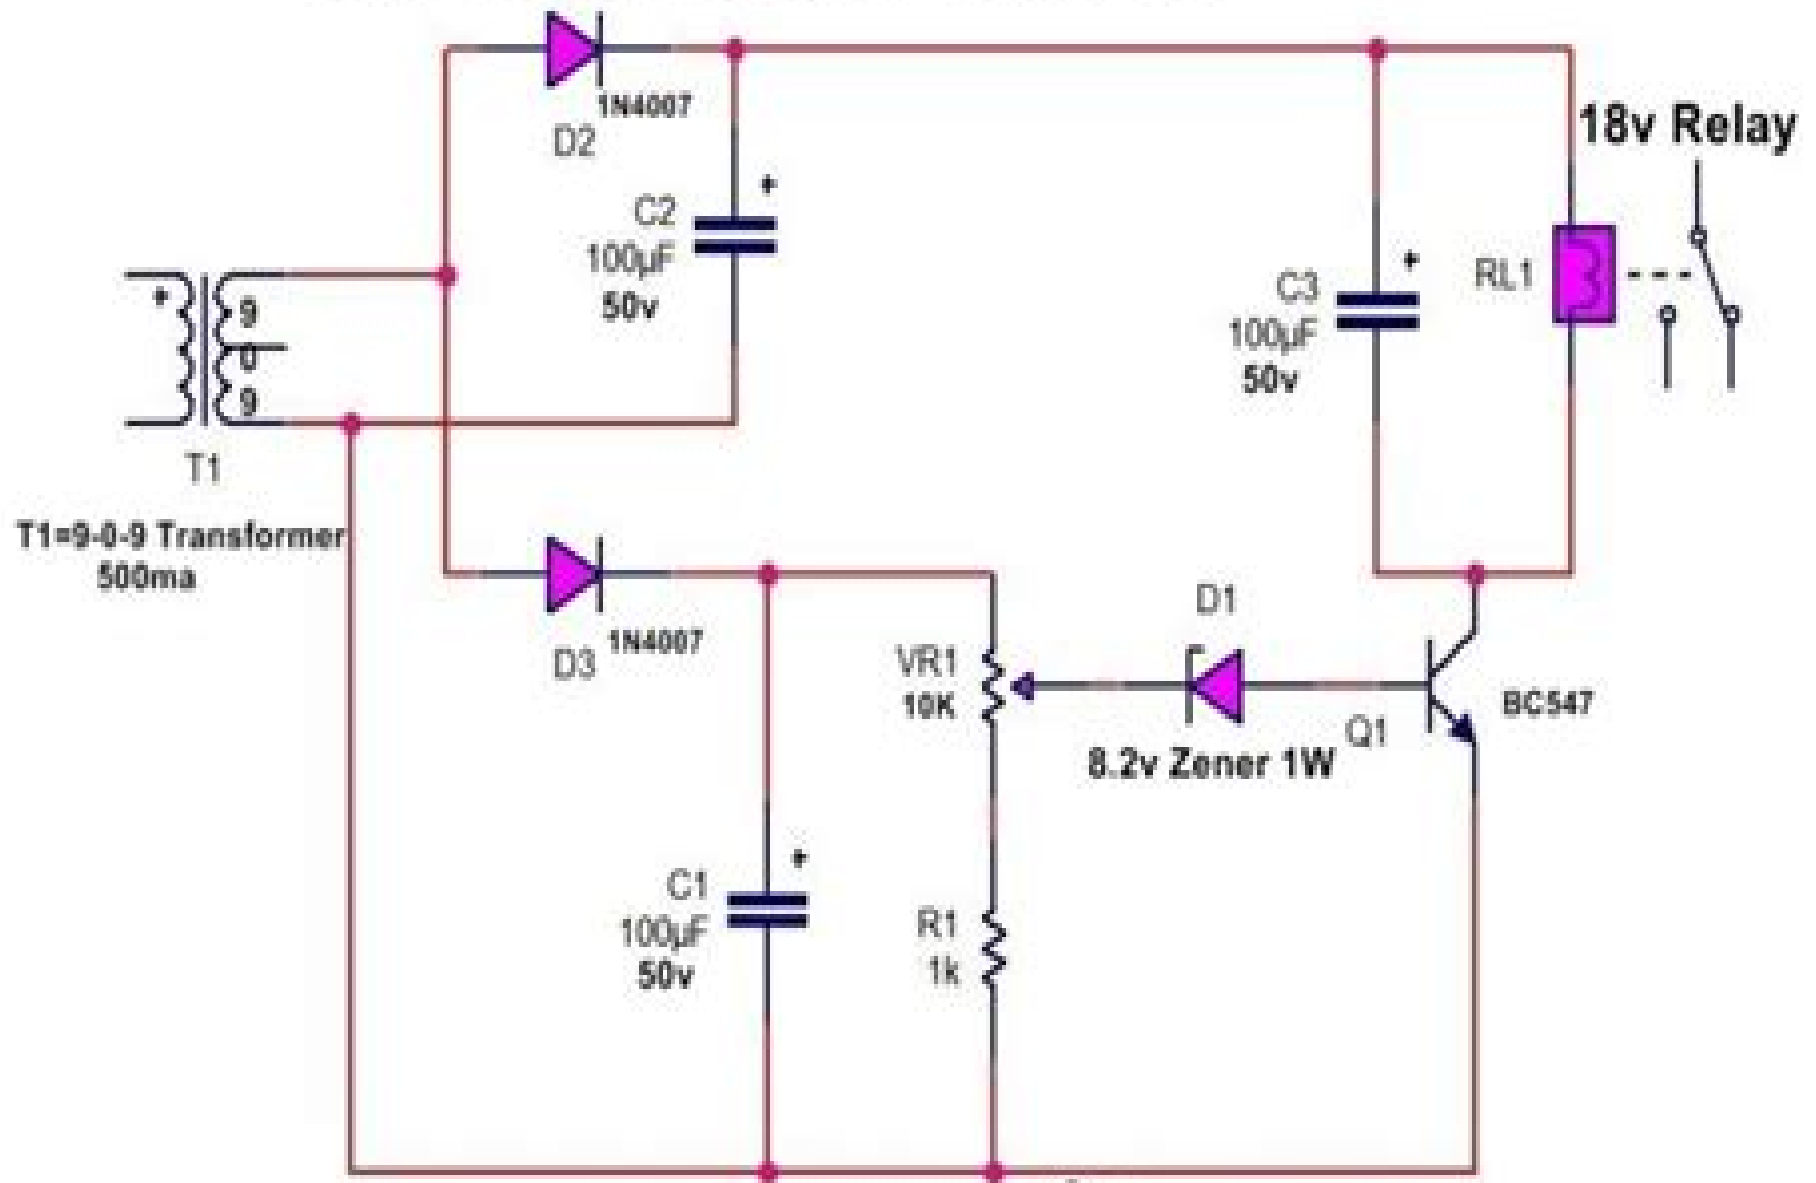 1N4007
D2
18v Relay
C2
100µF
50v
RL1
C3
100µF
50v
9
0
9
T1
T1=9-0-9 Transformer
500ma
D3
1N4007
D1
VR1
10K
8.2v Zener 1W
Q1
BC547
C1
100µF
50v
R1
1k